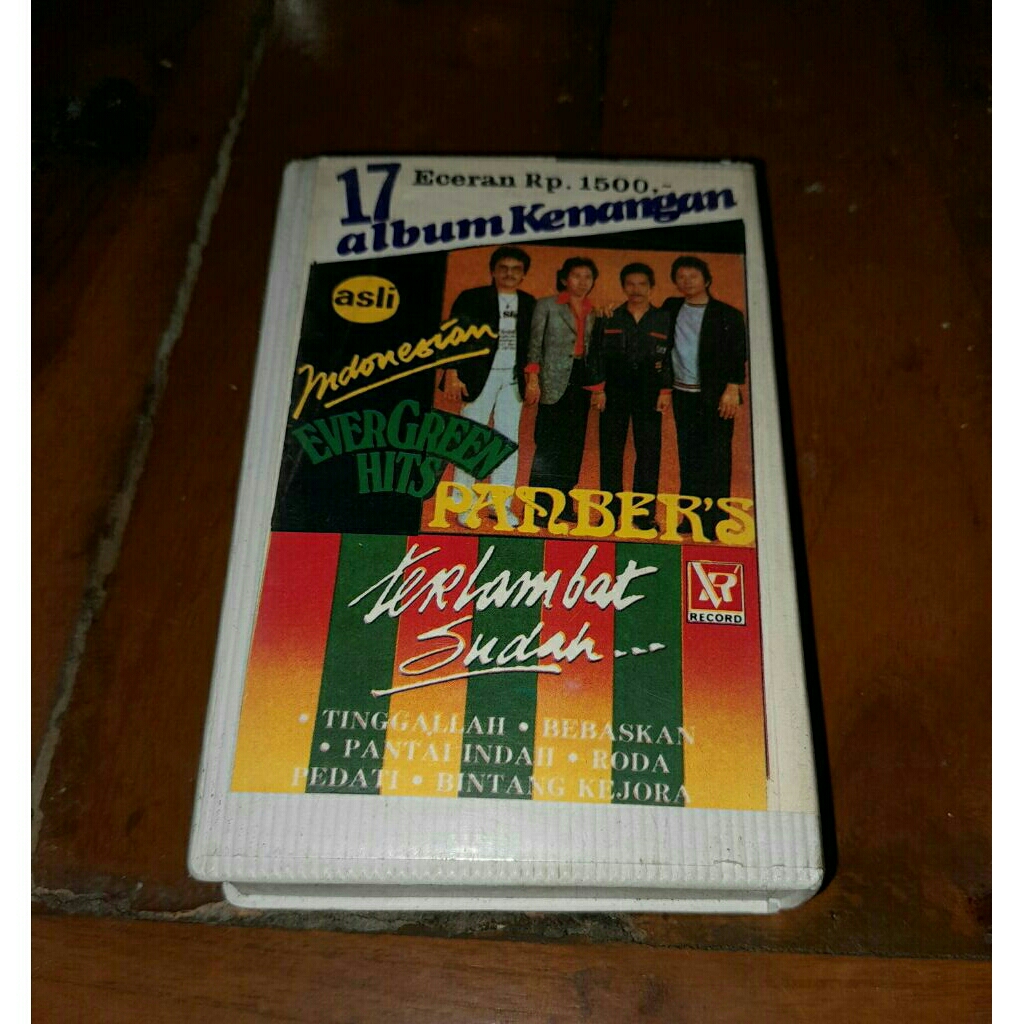 17 Eceran Rp. 1500,-
album Kenangan
asli
Indonesian
EVERGREEN
HITS
PANBER'S
terlambat
Sudah...
RECORD
• TINGGALLAH • BEBASKAN
• PANTAI INDAH • RODA
PEDATI • BINTANG KEJORA